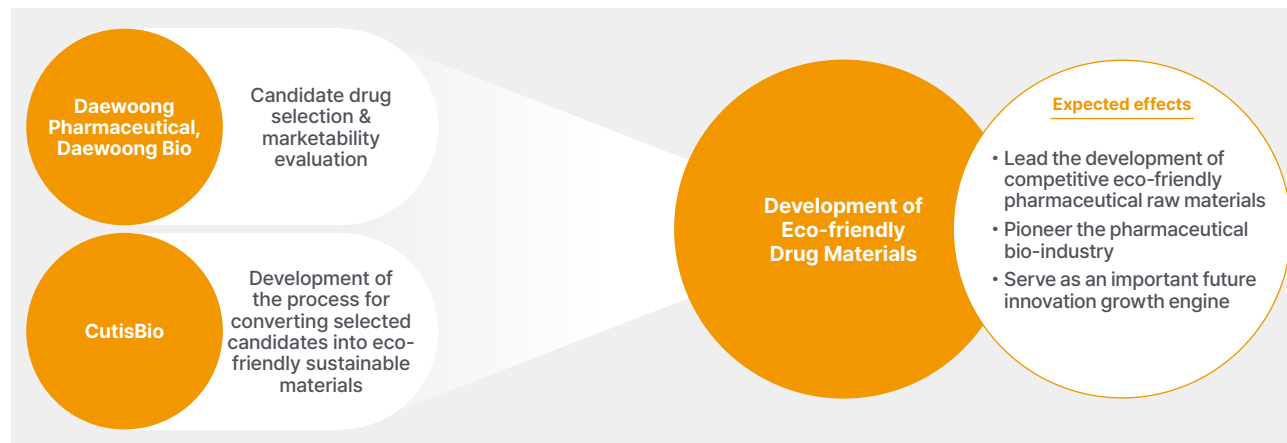 Daewoong
Pharmaceutical,
Daewoong Bio
Candidate drug
selection &
marketability
evaluation
CutisBio
Development of
the process for
converting selected
candidates into eco-
friendly sustainable
materials
Development of
Eco-friendly
Drug Materials
Expected effects
• Lead the development of
competitive eco-friendly
pharmaceutical raw materials
• Pioneer the pharmaceutical
bio-industry
• Serve as an important future
innovation growth engine